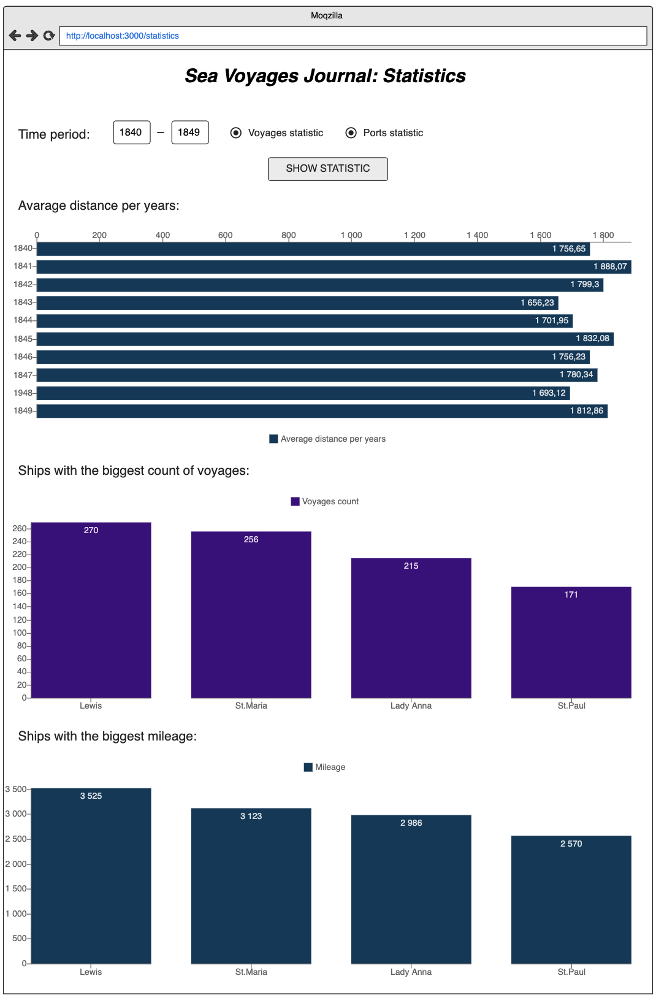 Moqzilla
http://localhost:3000/statistics
Sea Voyages Journal: Statistics
Time period: 1840 – 1849 Voyages statistic Ports statistic
SHOW STATISTIC
Avarage distance per years:
0 200 400 600 800 1 000 1 200 1 400 1 600 1 800
1840 1 756,65
1841 1 888,07
1842 1 799,3
1843 1 656,23
1844 1 701,95
1845 1 832,08
1846 1 756,23
1847 1 780,34
1948 1 693,12
1849 1 812,86
Average distance per years
Ships with the biggest count of voyages:
Voyages count
260
240
220
200
180
160
140
120
100
80
60
40
20
0
270 256 215 171
Lewis St.Maria Lady Anna St.Paul
Ships with the biggest mileage:
Mileage
3 500
3 000
2 500
2 000
1 500
1 000
500
0
3 525 3 123 2 986 2 570
Lewis St.Maria Lady Anna St.Paul